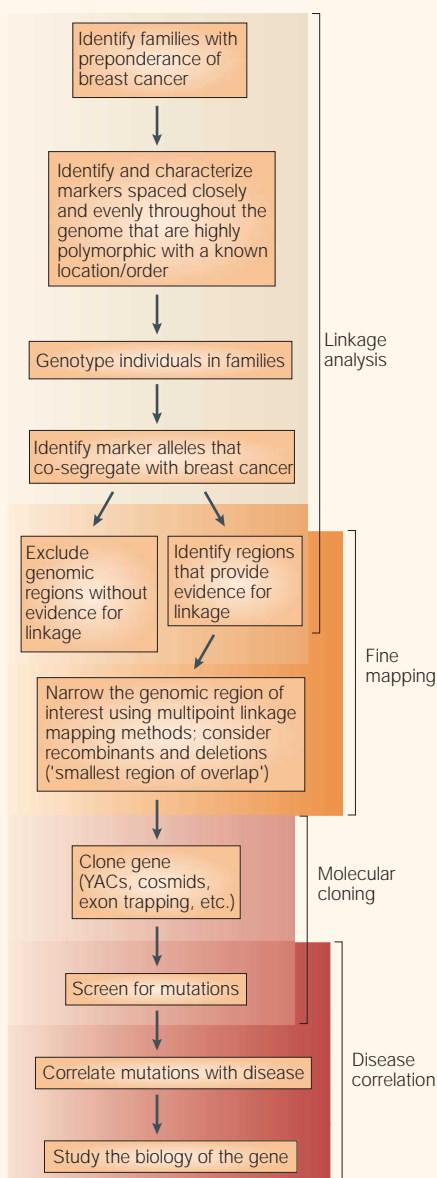 Identify families with
preponderance of
breast cancer
Identify and characterize
markers spaced closely
and evenly throughout the
genome that are highly
polymorphic with a known
location/order
Genotype individuals in families
Linkage
analysis
Identify marker alleles that
co-segregate with breast cancer
Exclude
genomic
regions without
evidence for
linkage
Identify regions
that provide
evidence for
linkage
Fine
mapping
Narrow the genomic region of
interest using multipoint linkage
mapping methods; consider
recombinants and deletions
('smallest region of overlap')
Clone gene
(YACs, cosmids,
exon trapping, etc.)
Molecular
cloning
Screen for mutations
Correlate mutations with disease
Disease
correlation
Study the biology of the gene